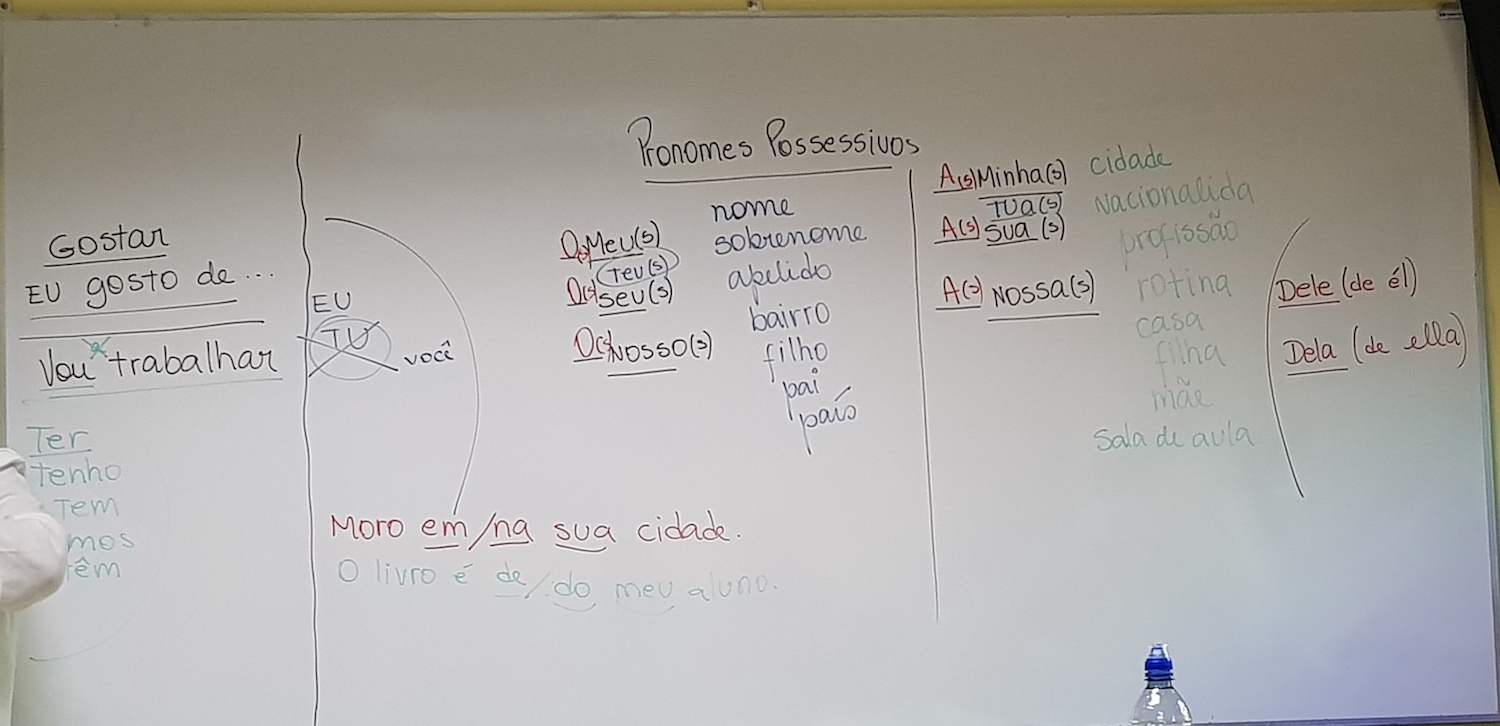 Gostar
EU gosto de ...
Vou trabalhar
Ter
tenho
Tem
mos
êm
EU
TU
você
Pronomes Possessivos
O(s) Meu(s)
Teu(s)
O(s) seu(s)
O(s) NOSSO(s)
nome
sobrenome
apelido
bairro
filho
pai
país
A(s) Minha(s)
TUA(s)
A(s) SUA(s)
A(s) NOSSA(s)
cidade
Nacionalida
profissão
rotina
casa
filha
mãe
Sala de aula
Dele (de él)
Dela (de ella)
Moro em/na sua cidade.
O livro é de/do meu aluno.